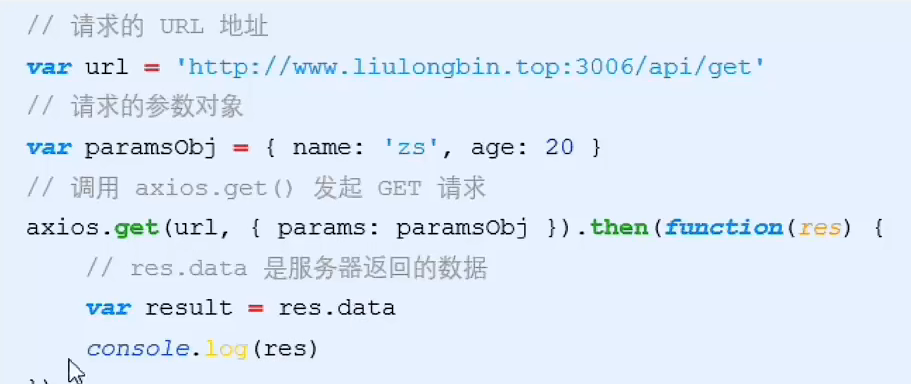 // 请求的 URL 地址
var url = 'http://www.liulongbin.top:3006/api/get'
// 请求的参数对象
var paramsObj = { name: 'zs', age: 20 }
// 调用 axios.get() 发起 GET 请求
axios.get(url, { params: paramsObj }).then(function(res) {
    // res.data 是服务器返回的数据
    var result = res.data
    console.log(res)
})